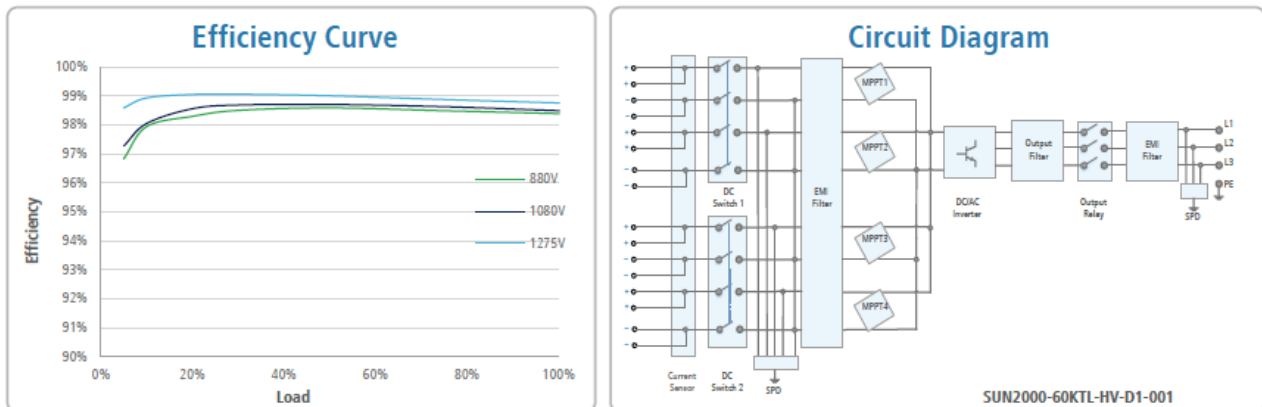 Efficiency Curve
100%
99%
98%
97%
96%
95%
94%
93%
92%
91%
90%
Efficiency
880V
1080V
1275V
0%
20%
40%
60%
80%
100%
Load
Circuit Diagram
+
+
-
-
+
+
-
-
+
+
-
-
+
+
-
-
Current
Sensor
DC
Switch 1
DC
Switch 2
SPD
EMI
Filter
MPPT1
MPPT2
MPPT3
MPPT4
DC/AC
Inverter
Output
Filter
Output
Relay
EMI
Filter
L1
L2
L3
PE
SPD
SUN2000-60KTL-HV-D1-001